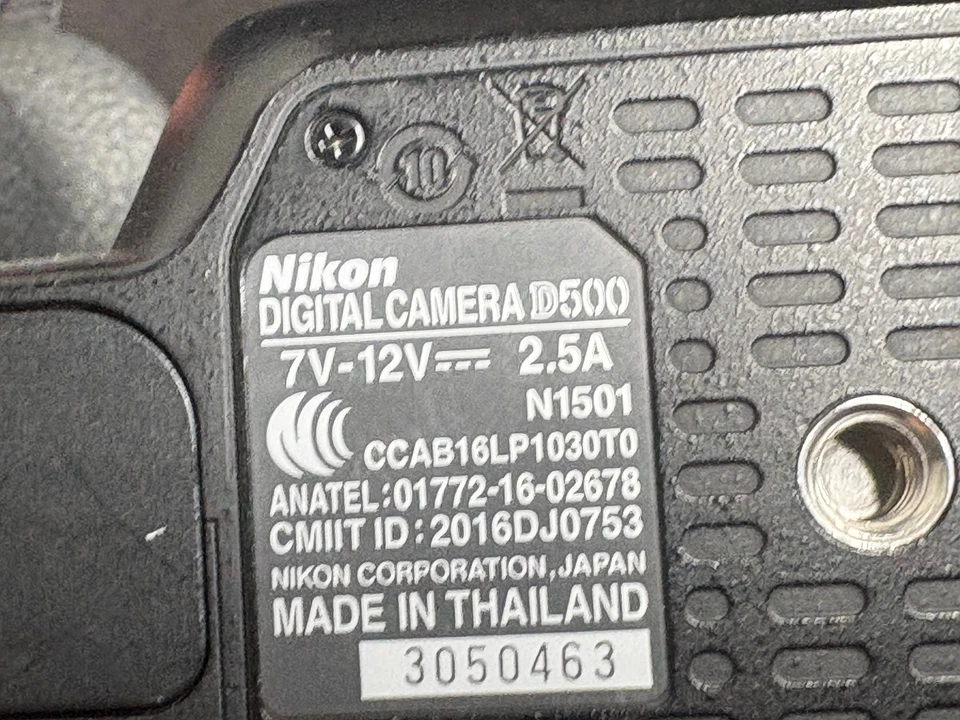 10
Nikon
DIGITAL CAMERA D500
7V-12V⎓ 2.5A
N1501
CCAB16LP1030T0
ANATEL:01772-16-02678
CMIIT ID:2016DJ0753
NIKON CORPORATION,JAPAN
MADE IN THAILAND
3050463